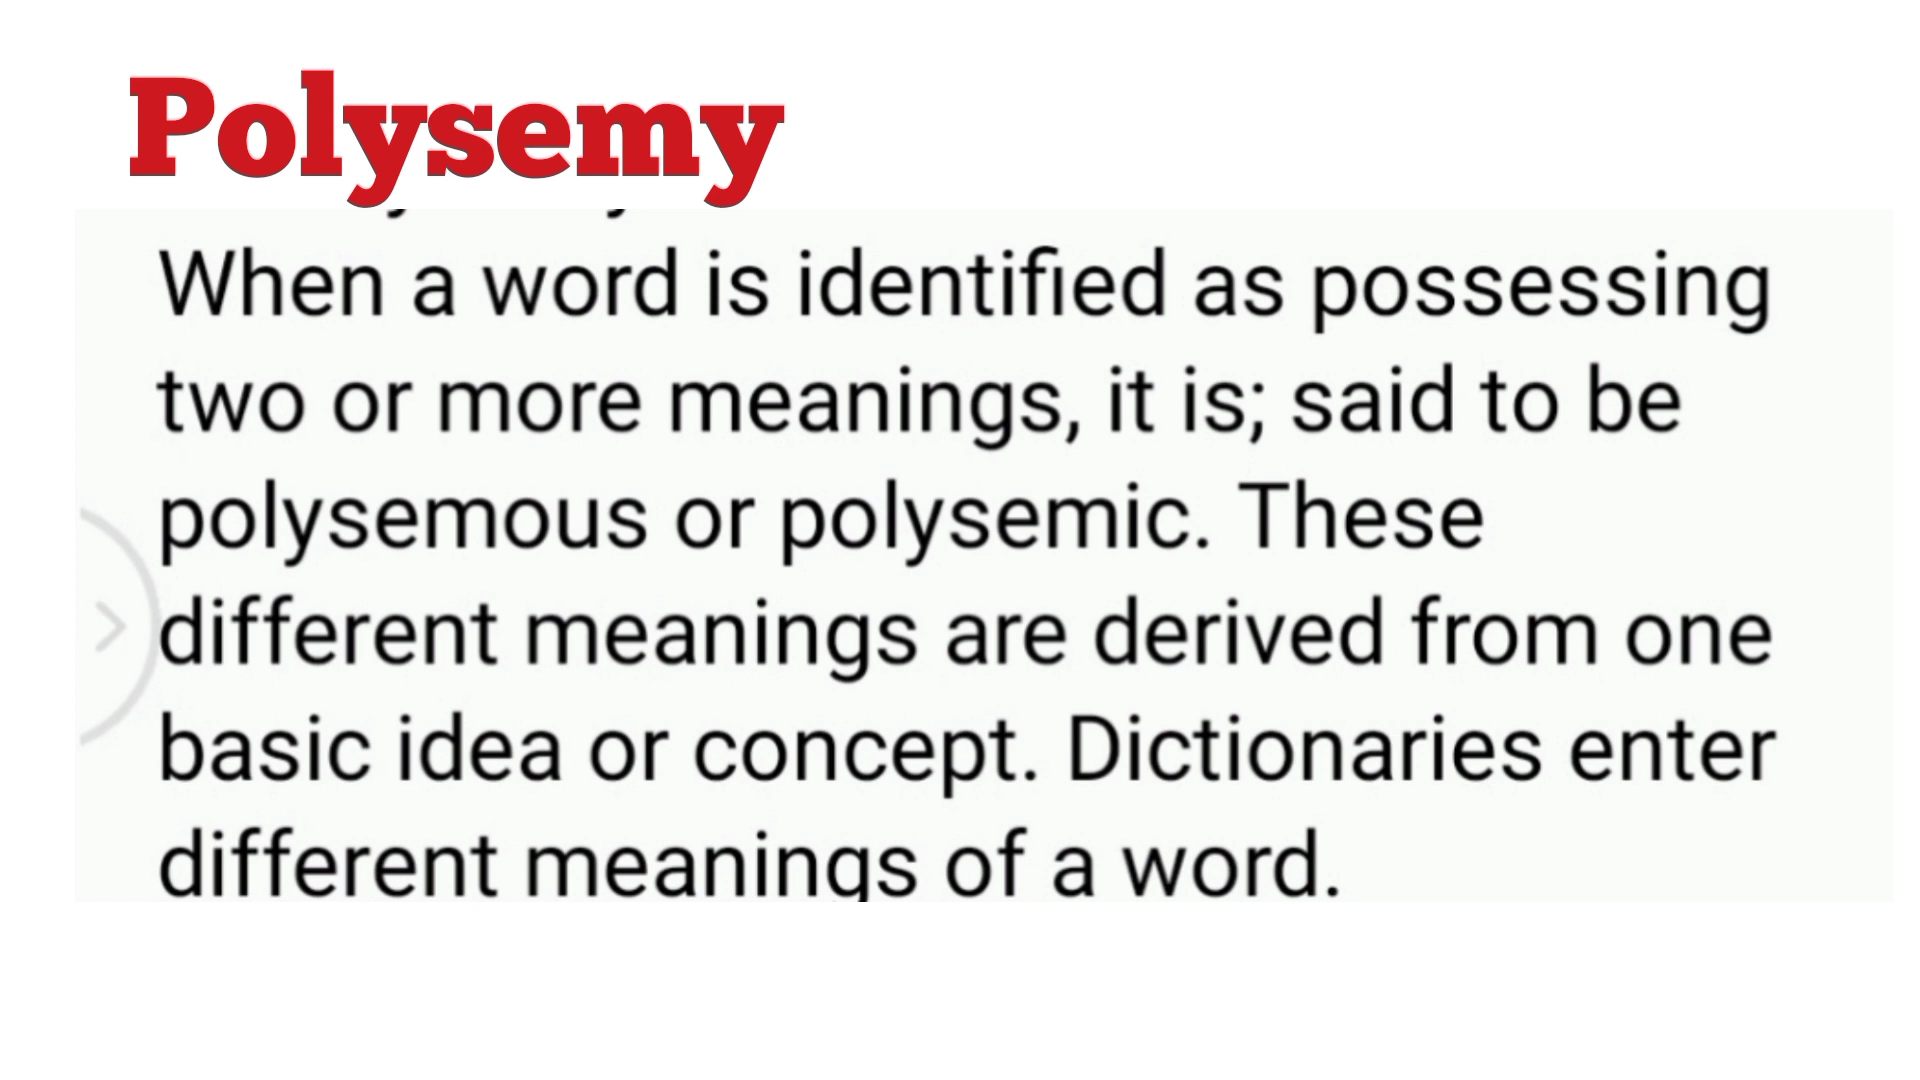 Polysemy
When a word is identified as possessing
two or more meanings, it is; said to be
polysemous or polysemic. These
different meanings are derived from one
basic idea or concept. Dictionaries enter
different meanings of a word.